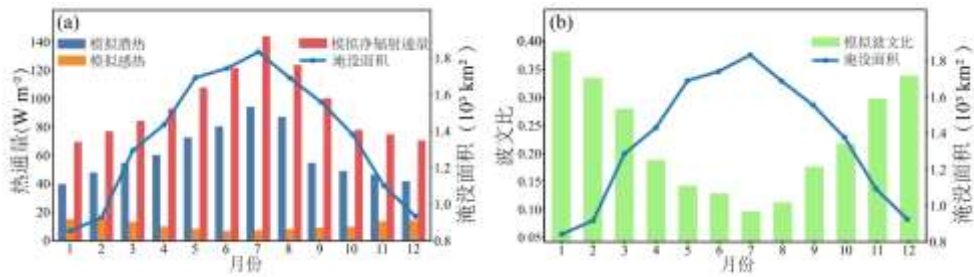 (a)
模拟潜热
模拟感热
模拟净辐射通量
淹没面积
热通量(W m⁻²)
140
120
100
80
60
40
20
0
1 2 3 4 5 6 7 8 9 10 11 12
月份
1.8
1.6
1.4
1.2
1.0
0.8
淹没面积 (10³ km²)
(b)
模拟波文比
淹没面积
波文比
0.40
0.35
0.30
0.25
0.20
0.15
0.10
0.05
1 2 3 4 5 6 7 8 9 10 11 12
月份
1.8
1.6
1.4
1.2
1.0
0.8
淹没面积 (10³ km²)